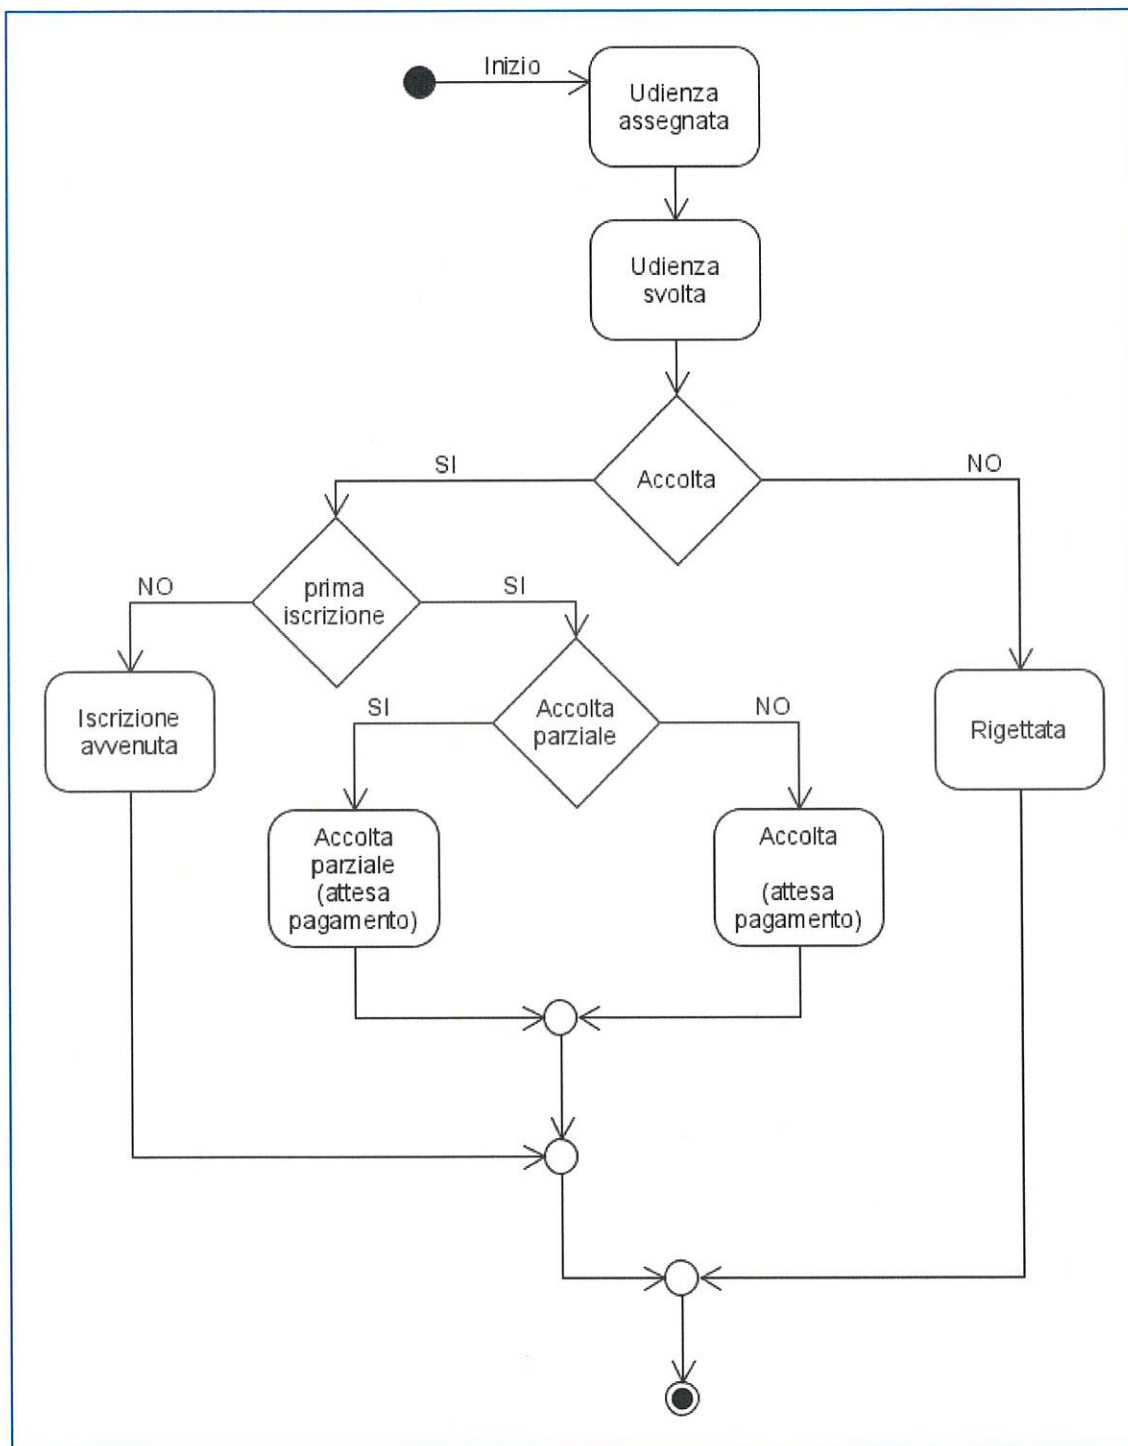 Inizio
Udienza
assegnata
Udienza
svolta
Accolta
SI
NO
prima
iscrizione
NO
SI
Iscrizione
avvenuta
Accolta
parziale
SI
NO
Rigettata
Accolta
parziale
(attesa
pagamento)
Accolta
(attesa
pagamento)